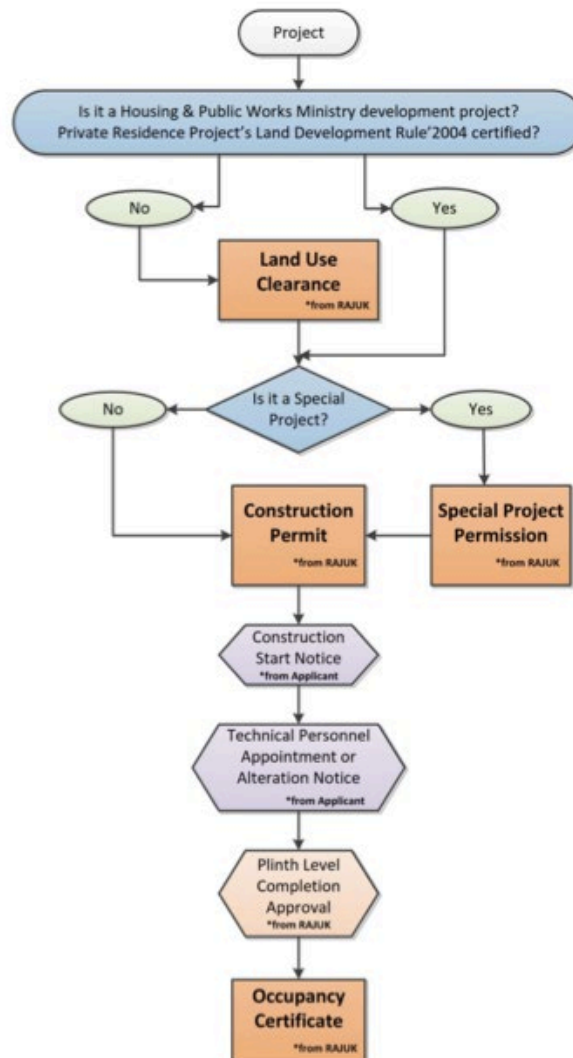 Project
Is it a Housing & Public Works Ministry development project?
Private Residence Project's Land Development Rule'2004 certified?
No
Yes
Land Use
Clearance
*from RAJUK
No
Is it a Special
Project?
Yes
Construction
Permit
*from RAJUK
Special Project
Permission
*from RAJUK
Construction
Start Notice
*from Applicant
Technical Personnel
Appointment or
Alteration Notice
*from Applicant
Plinth Level
Completion
Approval
*from RAJUK
Occupancy
Certificate
*from RAJUK